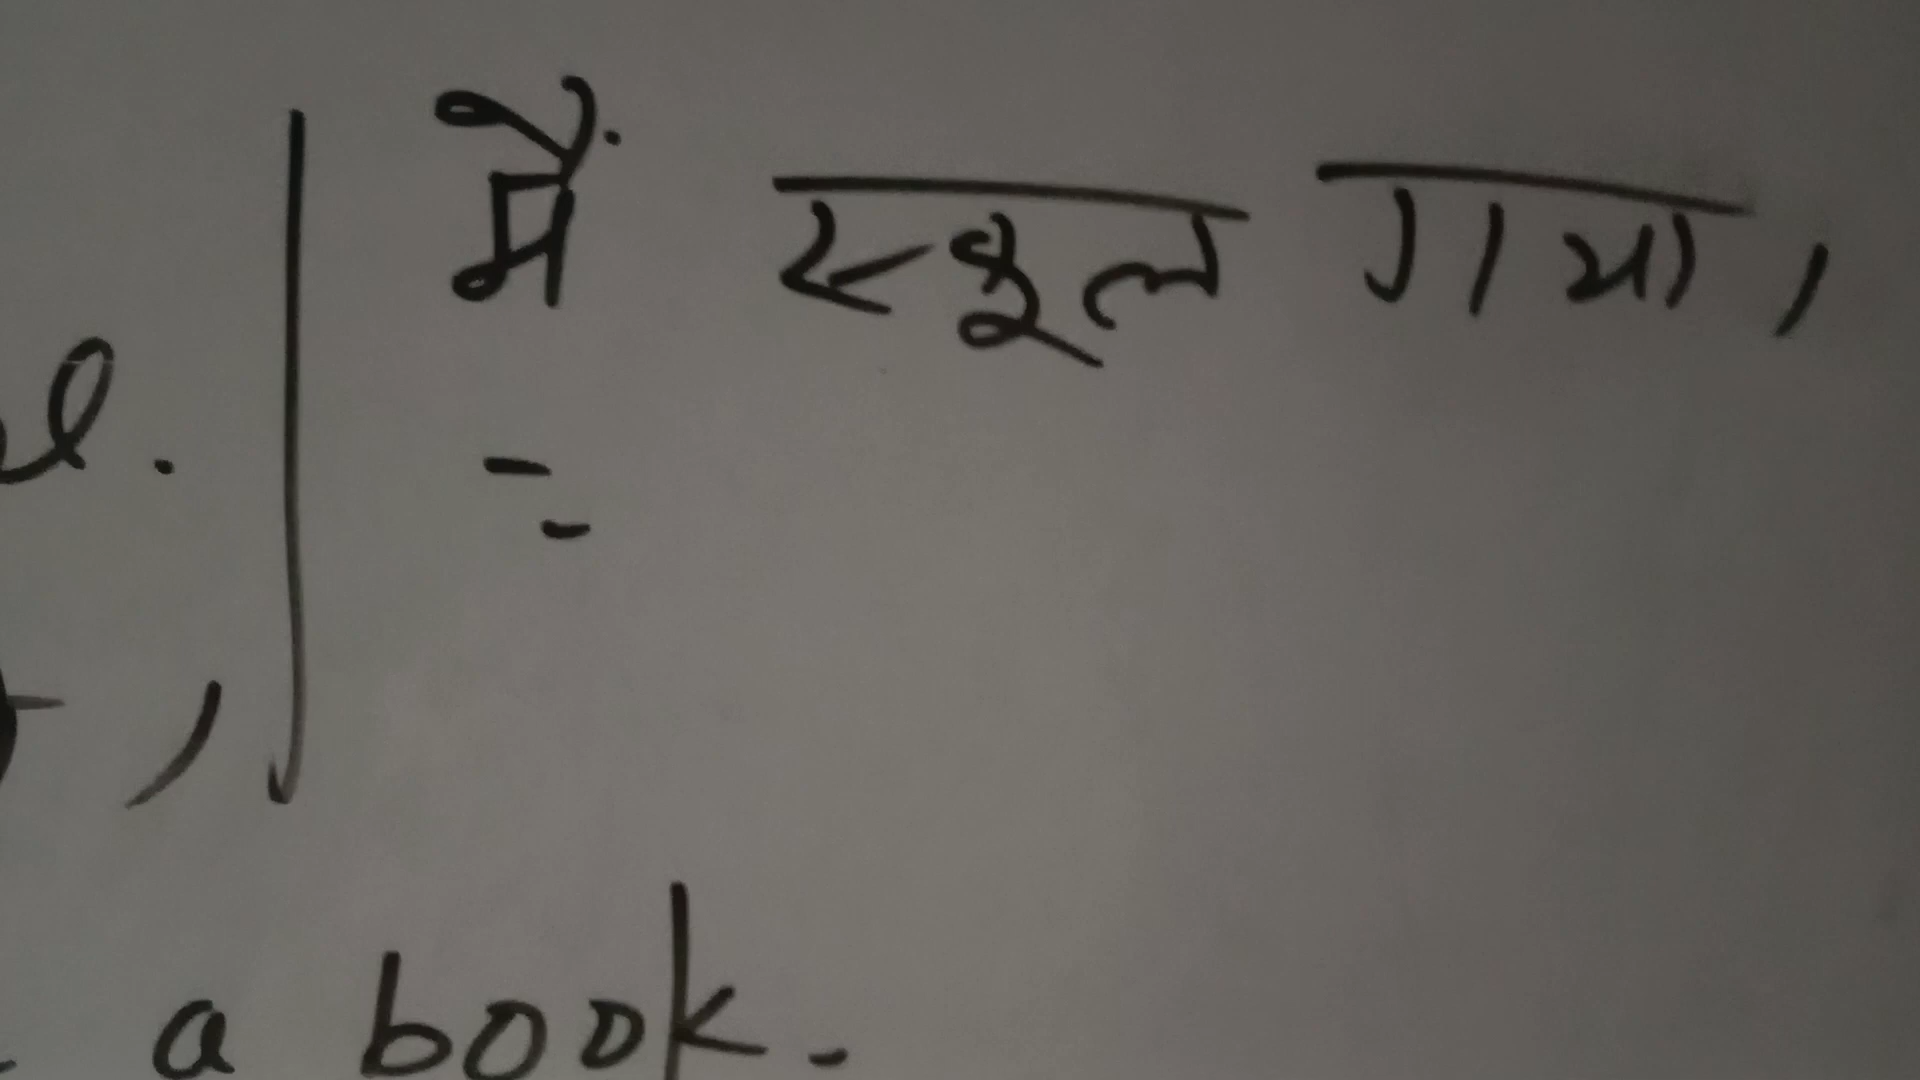 मैं स्कूल गया।
a book.